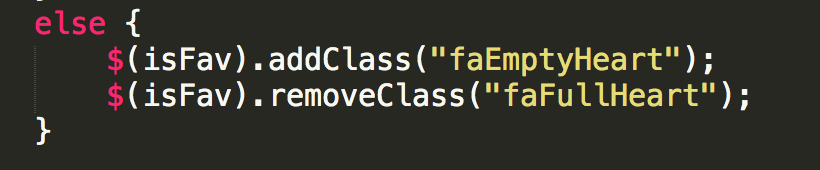 else {
$(isFav).addClass("faEmptyHeart");
$(isFav).removeClass("faFullHeart");
}